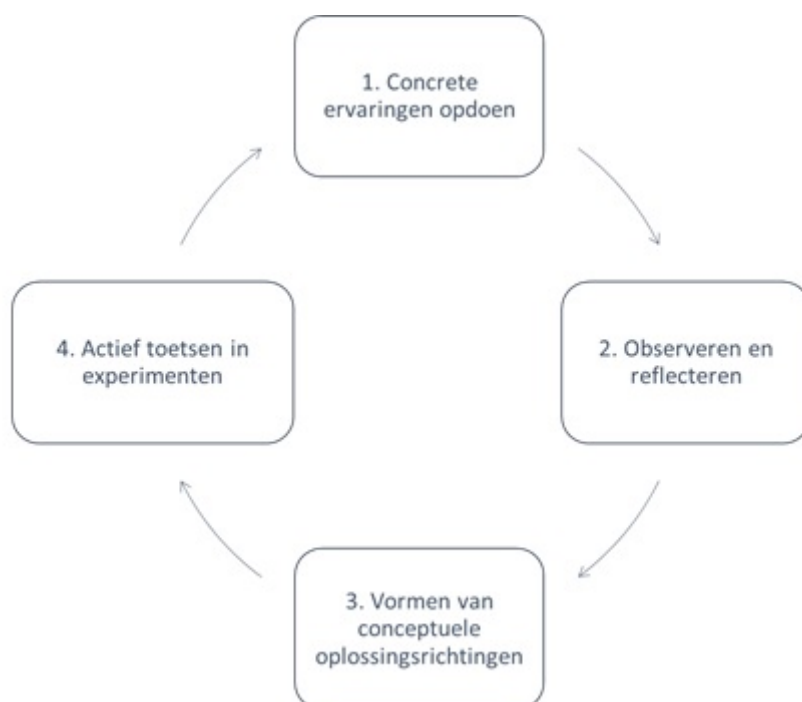 1. Concrete
ervaringen opdoen
2. Observeren en
reflecteren
3. Vormen van
conceptuele
oplossingsrichtingen
4. Actief toetsen in
experimenten